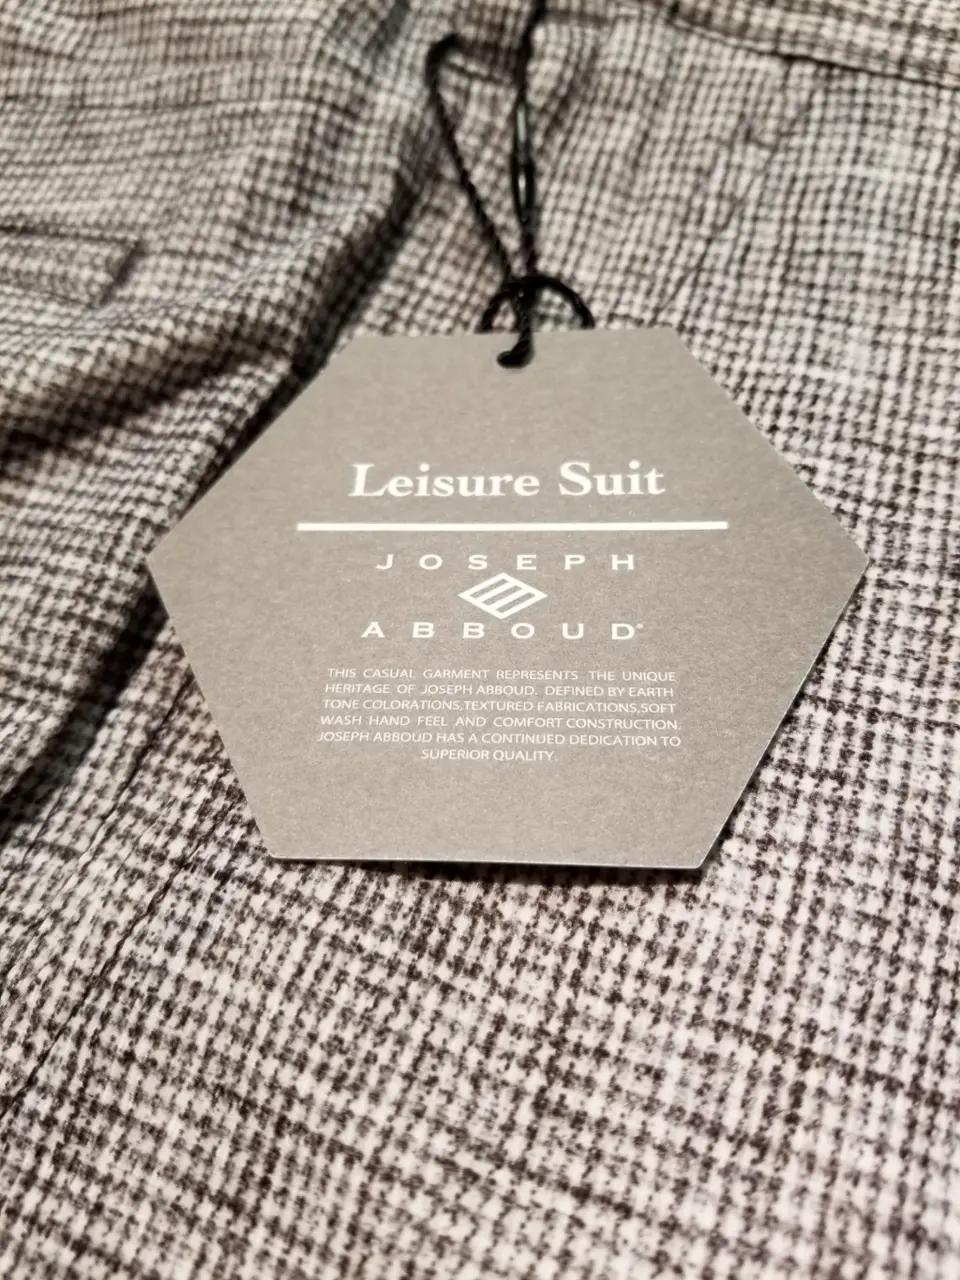 Leisure Suit
JOSEPH
ABBOUD®
THIS CASUAL GARMENT REPRESENTS THE UNIQUE
HERITAGE OF JOSEPH ABBOUD. DEFINED BY EARTH
TONE COLORATIONS,TEXTURED FABRICATIONS,SOFT
WASH HAND FEEL AND COMFORT CONSTRUCTION.
JOSEPH ABBOUD HAS A CONTINUED DEDICATION TO
SUPERIOR QUALITY.